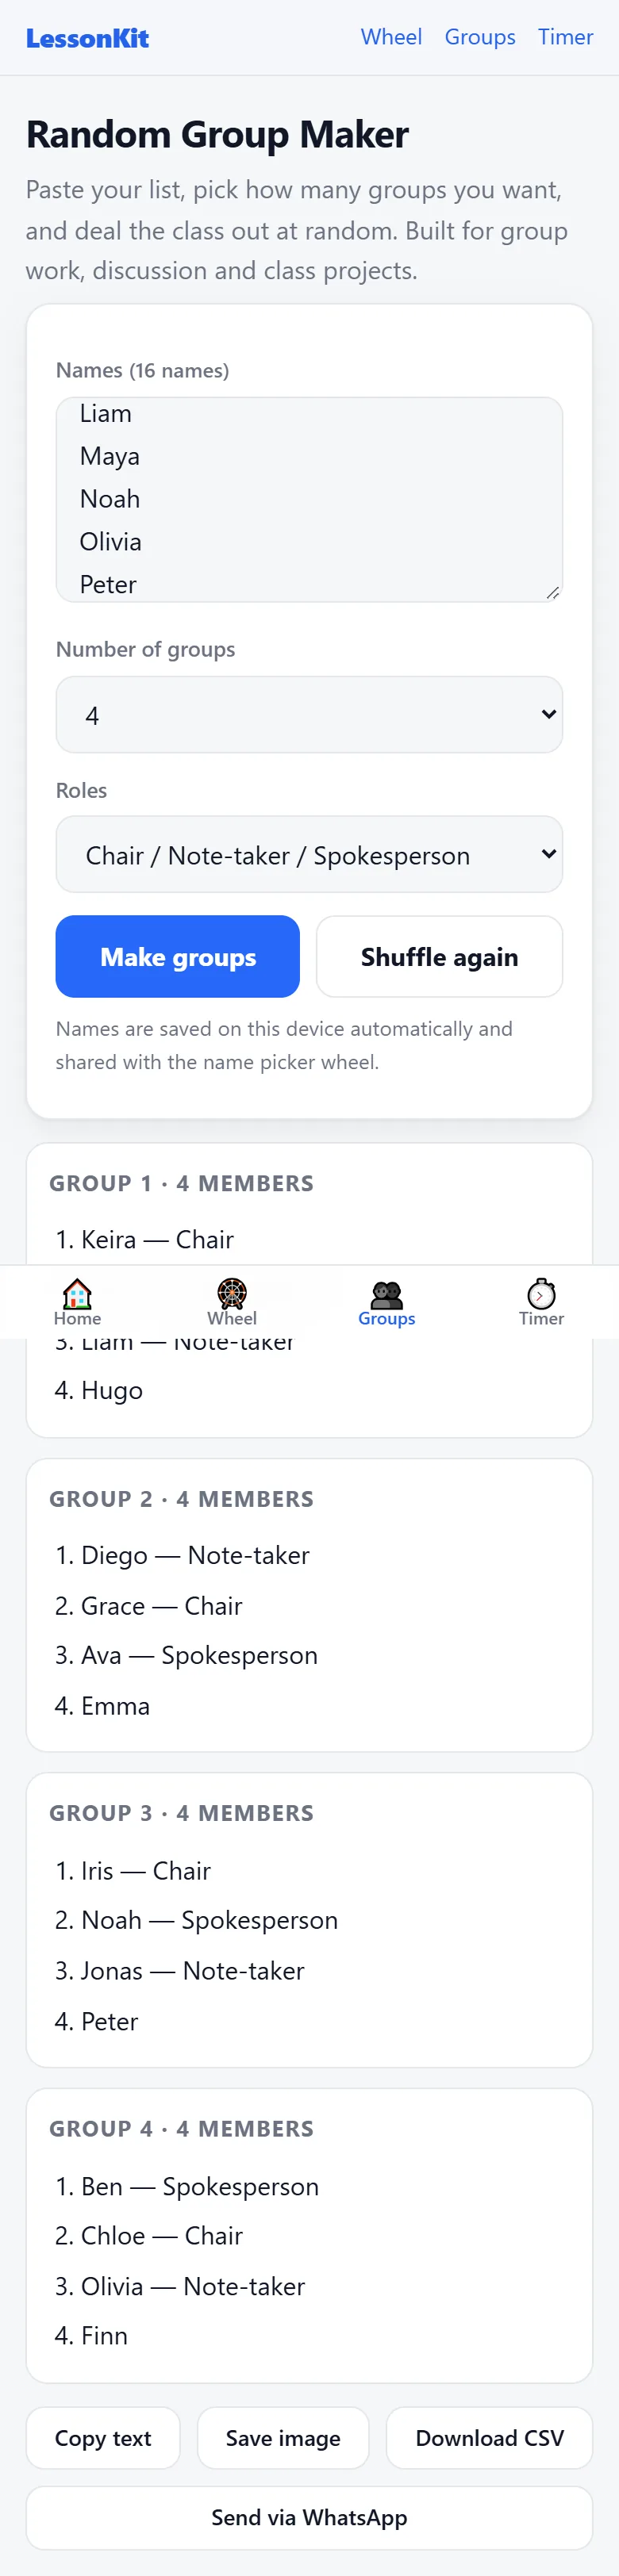 LessonKit
Wheel Groups Timer
Random Group Maker
Paste your list, pick how many groups you want,
and deal the class out at random. Built for group
work, discussion and class projects.
Names (16 names)
Liam
Maya
Noah
Olivia
Peter
Number of groups
4
Roles
Chair / Note-taker / Spokesperson
Make groups
Shuffle again
Names are saved on this device automatically and
shared with the name picker wheel.
GROUP 1 · 4 MEMBERS
1. Keira — Chair
Home
Wheel
Groups
Timer
3. Liam — Note-taker
4. Hugo
GROUP 2 · 4 MEMBERS
1. Diego — Note-taker
2. Grace — Chair
3. Ava — Spokesperson
4. Emma
GROUP 3 · 4 MEMBERS
1. Iris — Chair
2. Noah — Spokesperson
3. Jonas — Note-taker
4. Peter
GROUP 4 · 4 MEMBERS
1. Ben — Spokesperson
2. Chloe — Chair
3. Olivia — Note-taker
4. Finn
Copy text
Save image
Download CSV
Send via WhatsApp